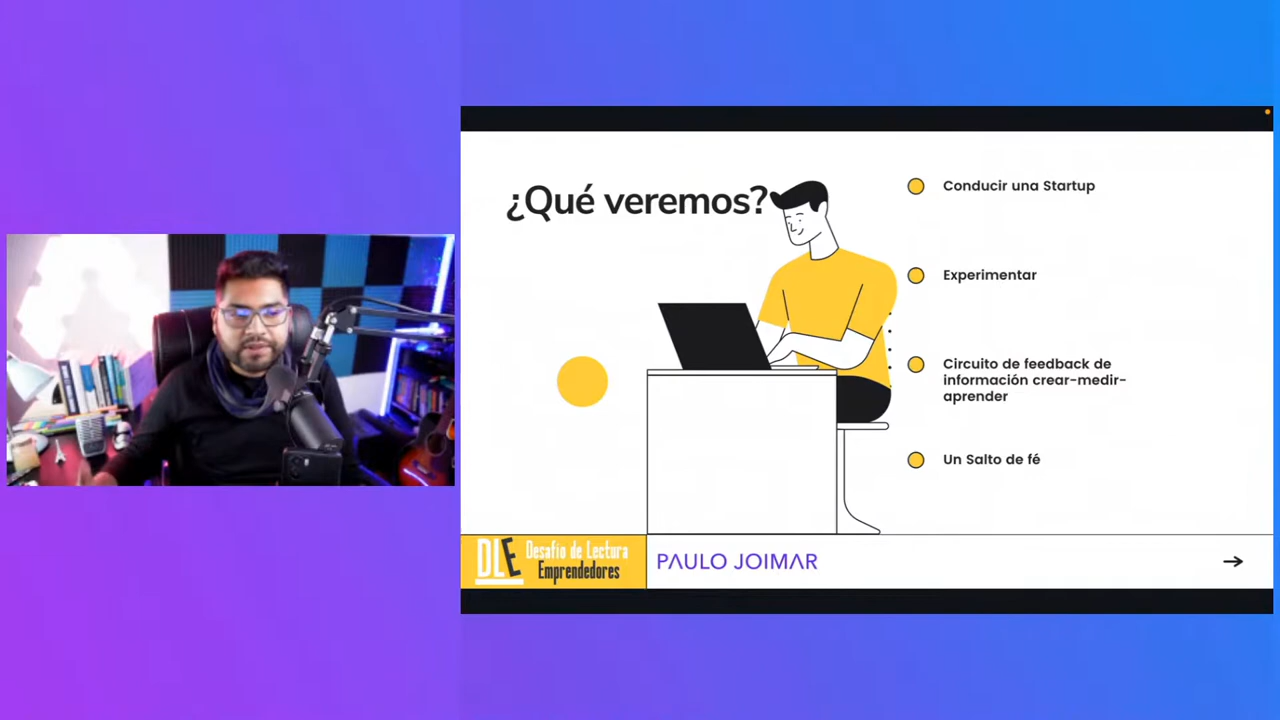 ¿Qué veremos?
Conducir una Startup
Experimentar
Circuito de feedback de
información crear-medir-
aprender
Un Salto de fé
DLE Desafío de Lectura
Emprendedores
PAULO JOIMAR